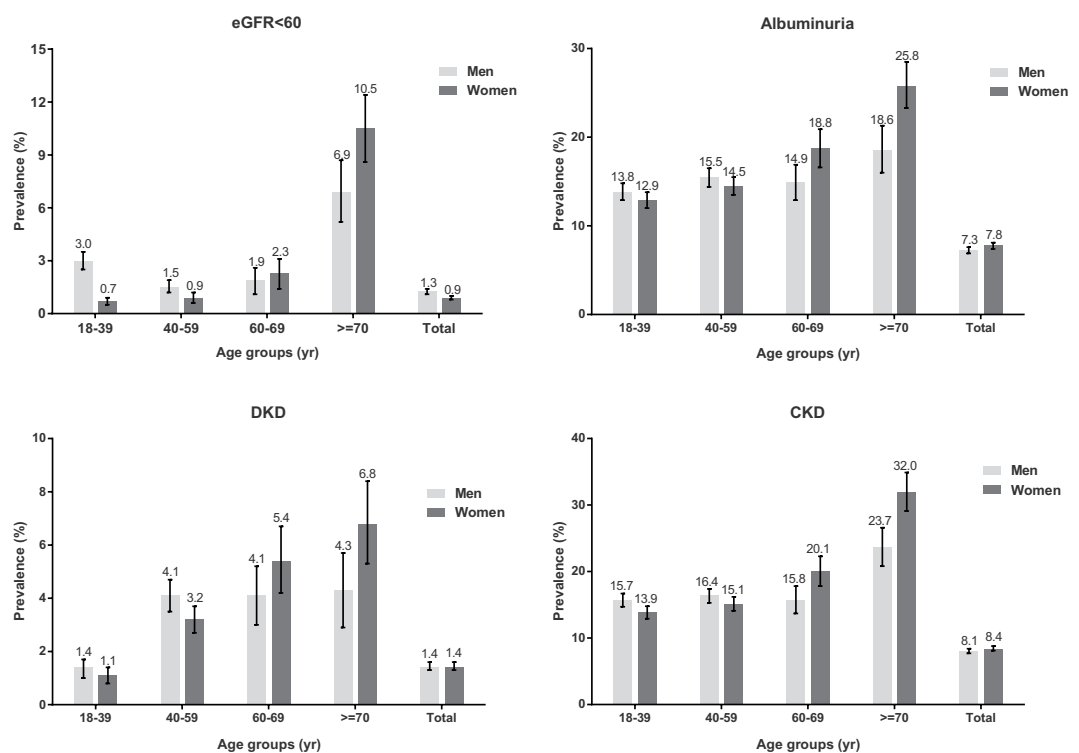 eGFR<60
15
12
9
6
3
0
Prevalence (%)
Men
Women
3.0
0.7
1.5
0.9
1.9
2.3
6.9
10.5
1.3
0.9
18-39 40-59 60-69 >=70 Total
Age groups (yr)
Albuminuria
30
20
10
0
Prevalence (%)
Men
Women
13.8
12.9
15.5
14.5
14.9
18.8
18.6
25.8
7.3
7.8
18-39 40-59 60-69 >=70 Total
Age groups (yr)
DKD
10
8
6
4
2
0
Prevalence (%)
Men
Women
1.4
1.1
4.1
3.2
4.1
5.4
4.3
6.8
1.4
1.4
18-39 40-59 60-69 >=70 Total
Age groups (yr)
CKD
40
30
20
10
0
Prevalence (%)
Men
Women
15.7
13.9
16.4
15.1
15.8
20.1
23.7
32.0
8.1
8.4
18-39 40-59 60-69 >=70 Total
Age groups (yr)